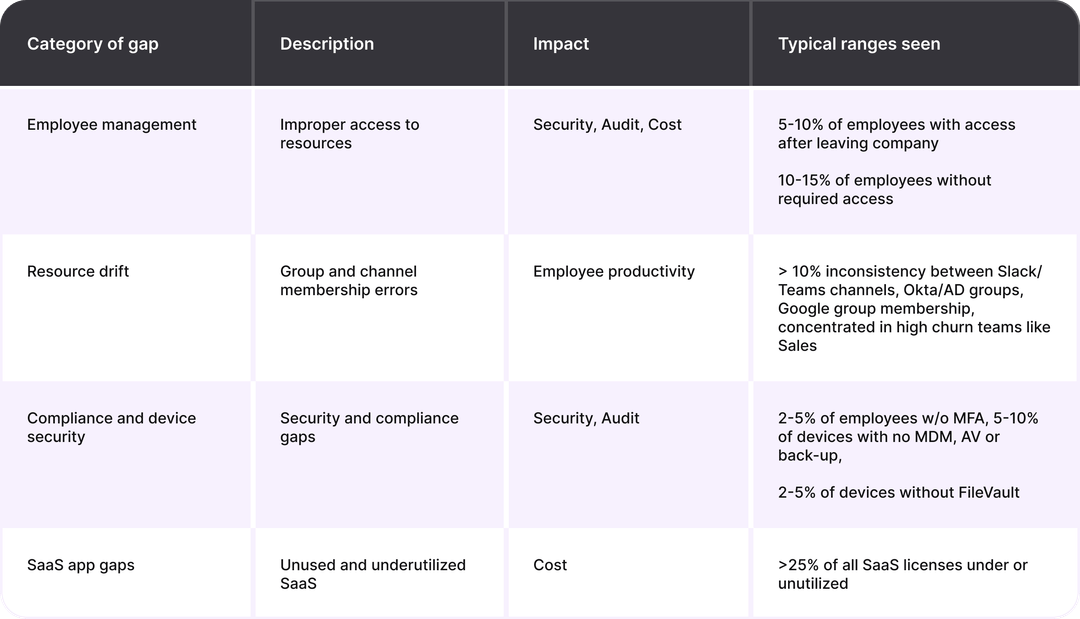 Category of gap
Description
Impact
Typical ranges seen
Employee management
Improper access to
resources
Security, Audit, Cost
5-10% of employees with access
after leaving company
10-15% of employees without
required access
Resource drift
Group and channel
membership errors
Employee productivity
> 10% inconsistency between Slack/
Teams channels, Okta/AD groups,
Google group membership,
concentrated in high churn teams like
Sales
Compliance and device
security
Security and compliance
gaps
Security, Audit
2-5% of employees w/o MFA, 5-10%
of devices with no MDM, AV or
back-up,
2-5% of devices without FileVault
SaaS app gaps
Unused and underutilized
SaaS
Cost
>25% of all SaaS licenses under or
unutilized